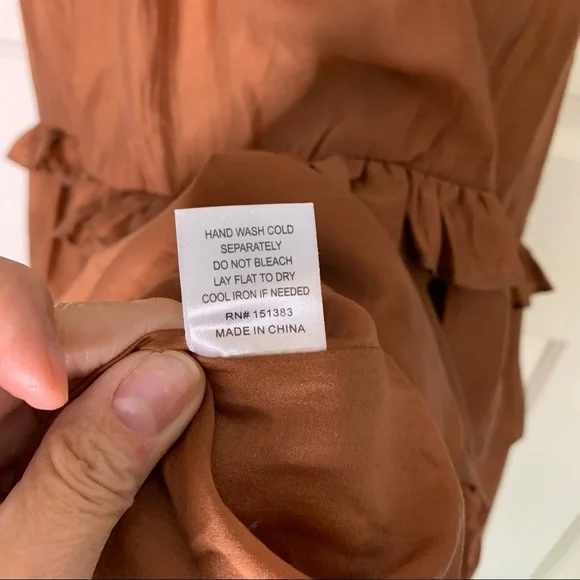 HAND WASH COLD
SEPARATELY
DO NOT BLEACH
LAY FLAT TO DRY
COOL IRON IF NEEDED
RN# 151383
MADE IN CHINA